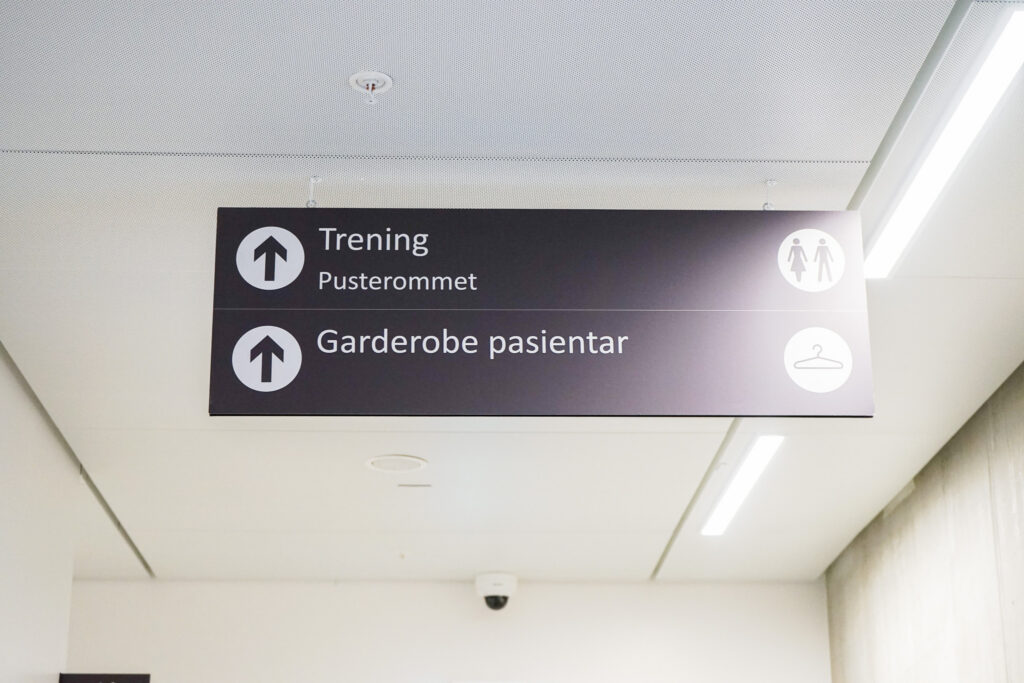 Trening
Pusterommet
Garderobe pasientar